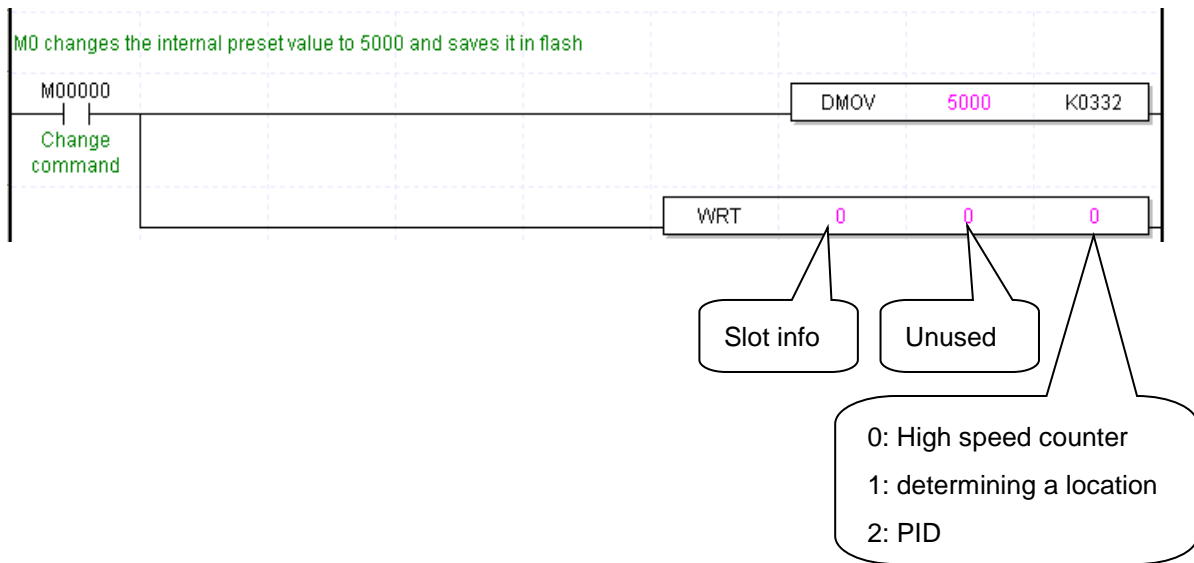 M0 changes the internal preset value to 5000 and saves it in flash
M00000
DMOV 5000 K0332
Change
command
WRT 0 0 0
Slot info
Unused
0: High speed counter
1: determining a location
2: PID